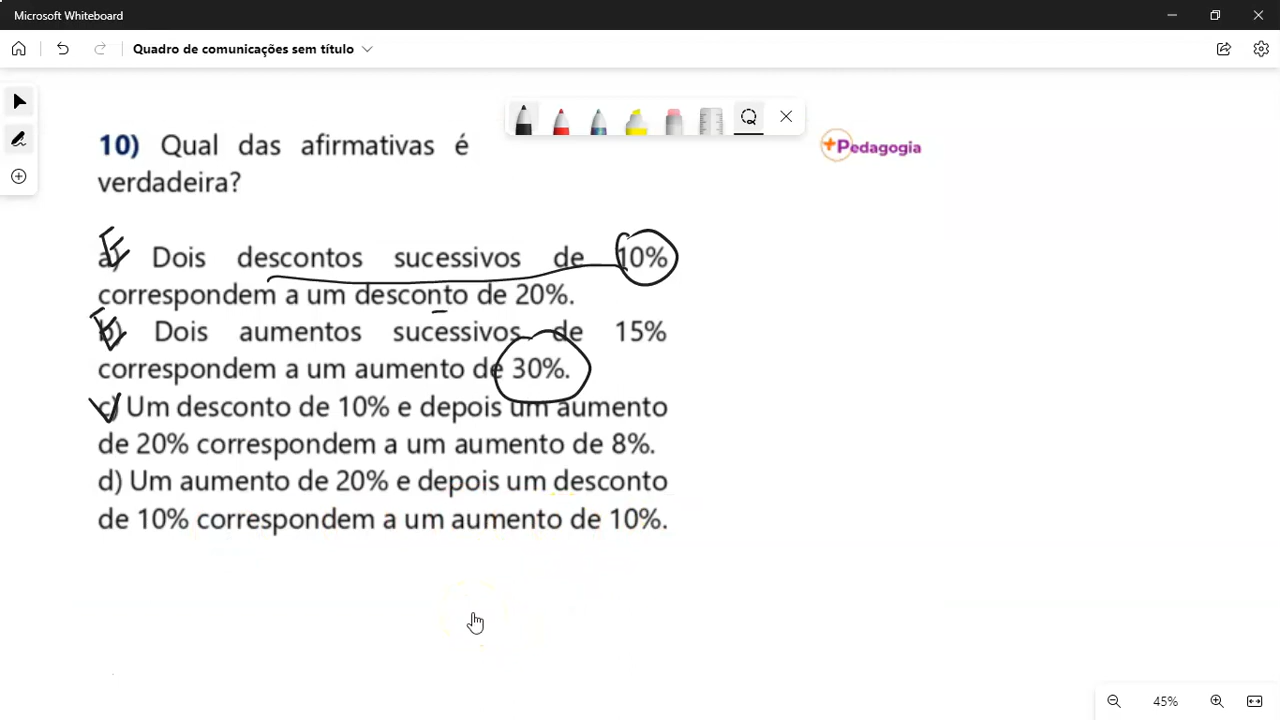 Microsoft Whiteboard
Quadro de comunicações sem título
10) Qual das afirmativas é
verdadeira?
+Pedagogia
E
a) Dois descontos sucessivos de 10%
correspondem a um desconto de 20%.
E
b) Dois aumentos sucessivos de 15%
correspondem a um aumento de 30%.
V
c) Um desconto de 10% e depois um aumento
de 20% correspondem a um aumento de 8%.
d) Um aumento de 20% e depois um desconto
de 10% correspondem a um aumento de 10%.
45%